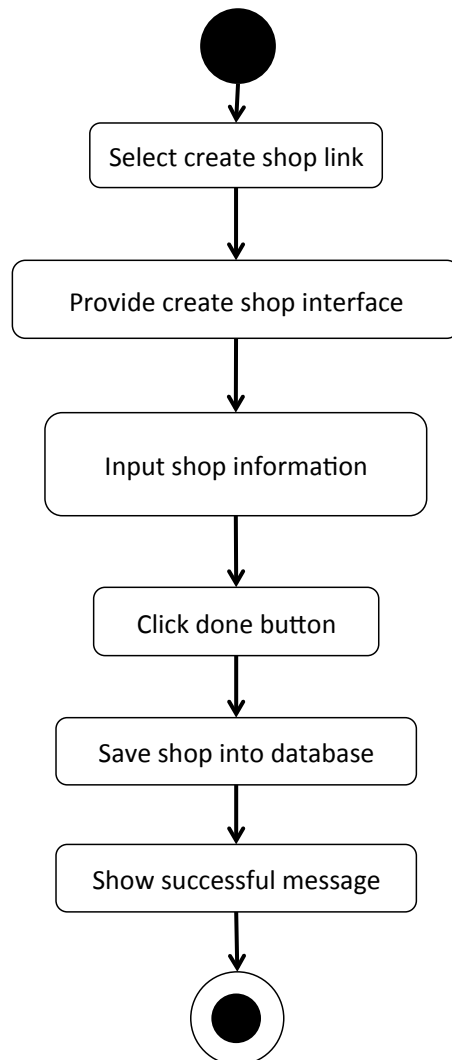 Select create shop link
Provide create shop interface
Input shop information
Click done button
Save shop into database
Show successful message